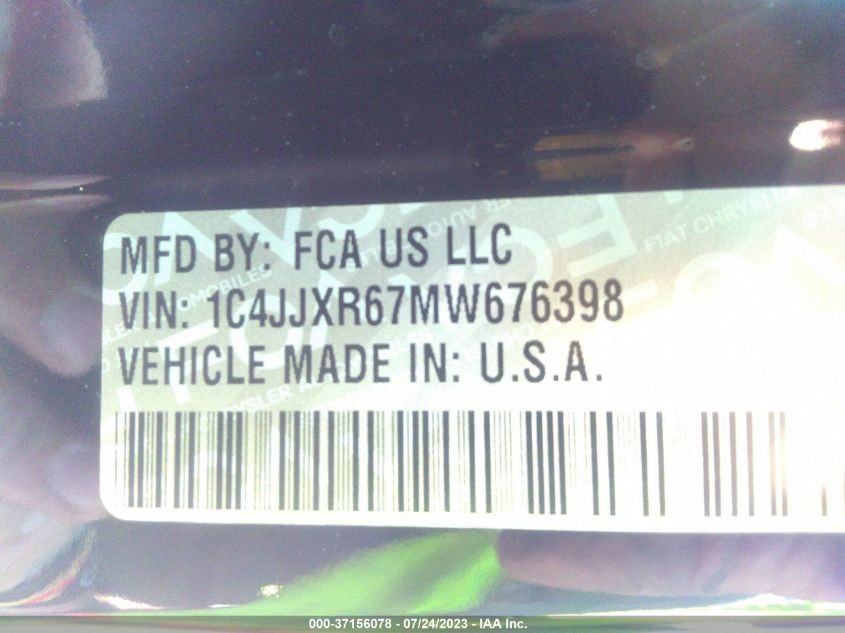 MFD BY: FCA US LLC
VIN: 1C4JJXR67MW676398
VEHICLE MADE IN: U.S.A.
000-37156078 - 07/24/2023 - IAA Inc.